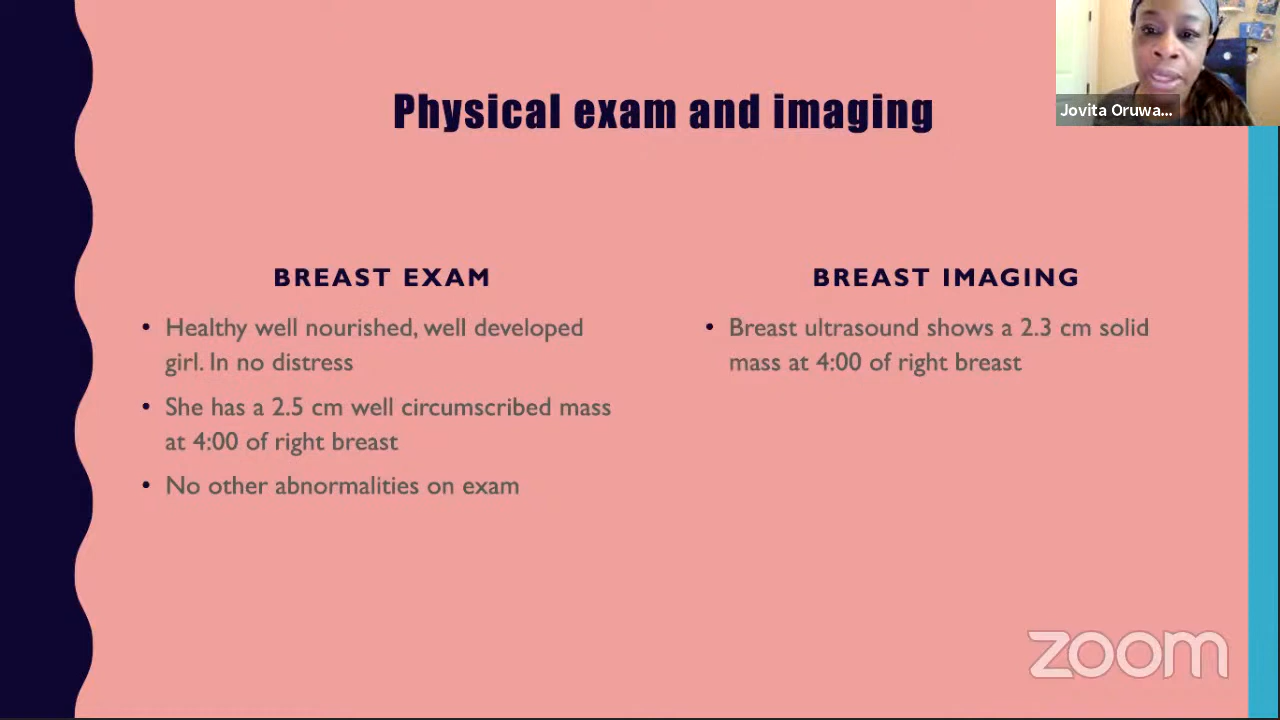 Jovita Oruwa...
Physical exam and imaging
BREAST EXAM
• Healthy well nourished, well developed
girl. In no distress
• She has a 2.5 cm well circumscribed mass
at 4:00 of right breast
• No other abnormalities on exam
BREAST IMAGING
• Breast ultrasound shows a 2.3 cm solid
mass at 4:00 of right breast
zoom